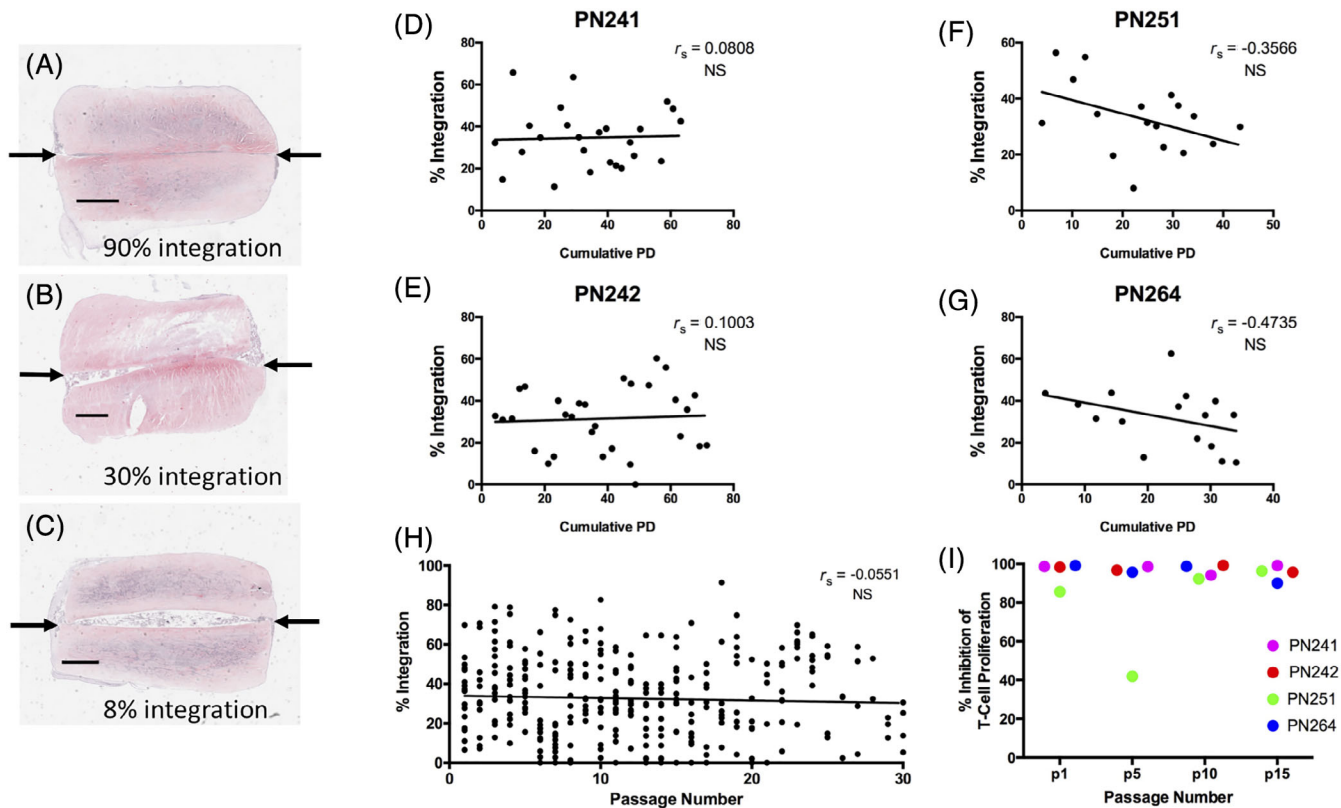 (A)
90% integration
(B)
30% integration
(C)
8% integration
(D)
PN241
rs = 0.0808
NS
% Integration
80
60
40
20
0
0 20 40 60 80
Cumulative PD
(E)
PN242
rs = 0.1003
NS
% Integration
80
60
40
20
0
0 20 40 60 80
Cumulative PD
(F)
PN251
rs = -0.3566
NS
% Integration
60
40
20
0
0 10 20 30 40 50
Cumulative PD
(G)
PN264
rs = -0.4735
NS
% Integration
80
60
40
20
0
0 10 20 30 40
Cumulative PD
(H)
rs = -0.0551
NS
% Integration
100
80
60
40
20
0
0 10 20 30
Passage Number
(I)
% Inhibition of
T-Cell Proliferation
100
80
60
40
20
0
PN241
PN242
PN251
PN264
p1 p5 p10 p15
Passage Number